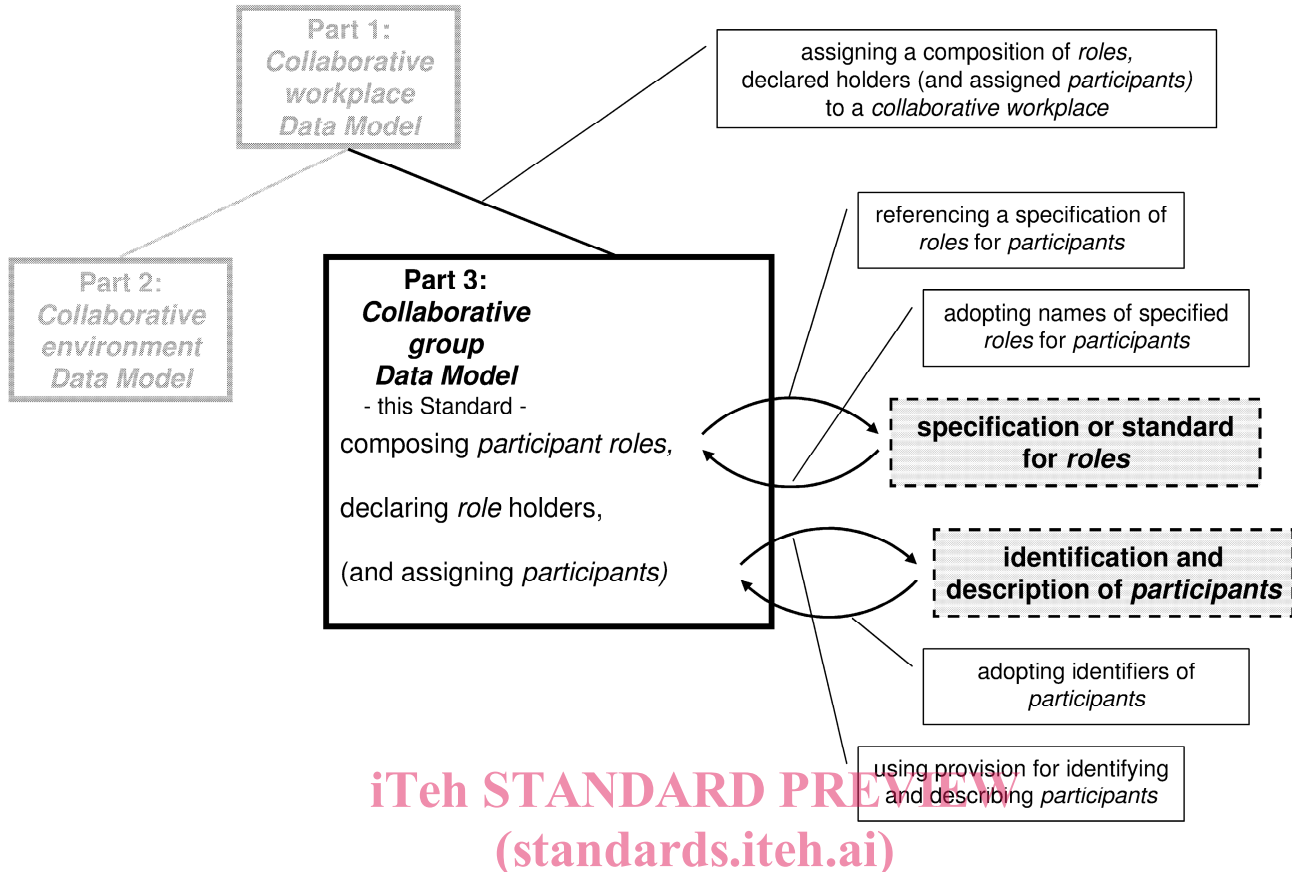 Part 1:
Collaborative
workplace
Data Model
assigning a composition of roles,
declared holders (and assigned participants)
to a collaborative workplace
referencing a specification of
roles for participants
Part 2:
Collaborative
environment
Data Model
Part 3:
Collaborative
group
Data Model
- this Standard -
composing participant roles,
declaring role holders,
(and assigning participants)
adopting names of specified
roles for participants
specification or standard
for roles
identification and
description of participants
adopting identifiers of
participants
using provision for identifying
and describing participants
iTeh STANDARD PREVIEW
(standards.iteh.ai)